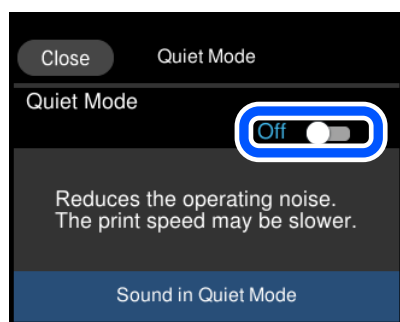 Close
Quiet Mode
Quiet Mode
Off
Reduces the operating noise.
The print speed may be slower.
Sound in Quiet Mode